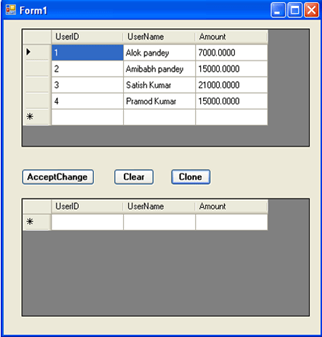 Form1
UserID UserName Amount
1 Alok pandey 7000.0000
2 Amibabh pandey 15000.0000
3 Satish Kumar 21000.0000
4 Pramod Kumar 15000.0000
AcceptChange Clear Clone
UserID UserName Amount